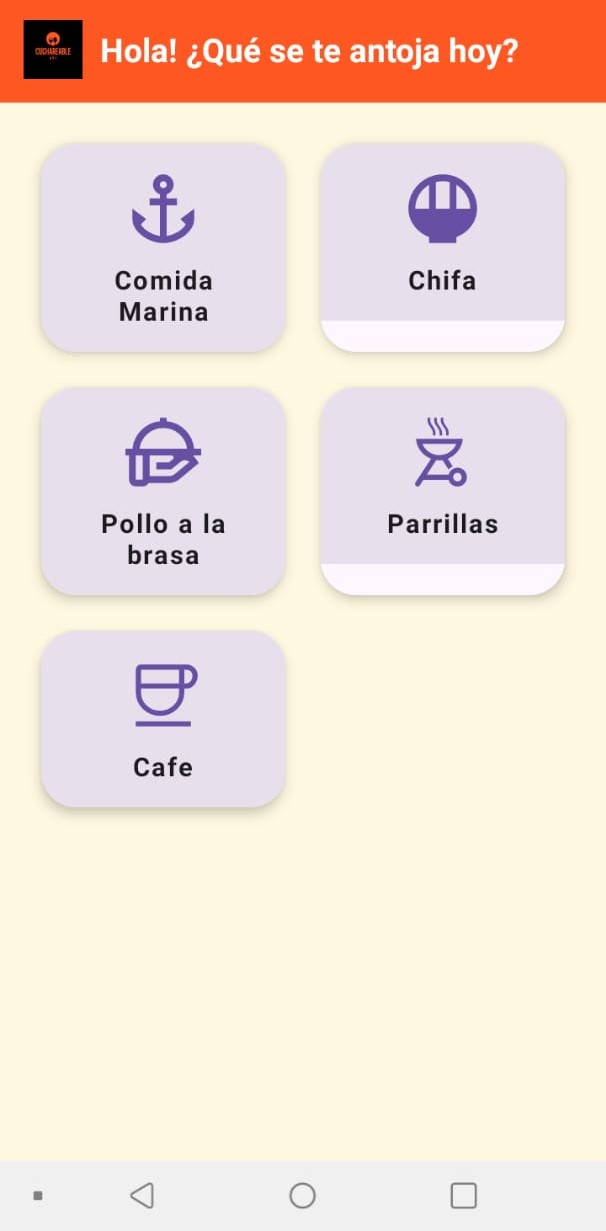 CUCHAREABLE
Hola! ¿Qué se te antoja hoy?
Comida
Marina
Chifa
Pollo a la
brasa
Parrillas
Cafe